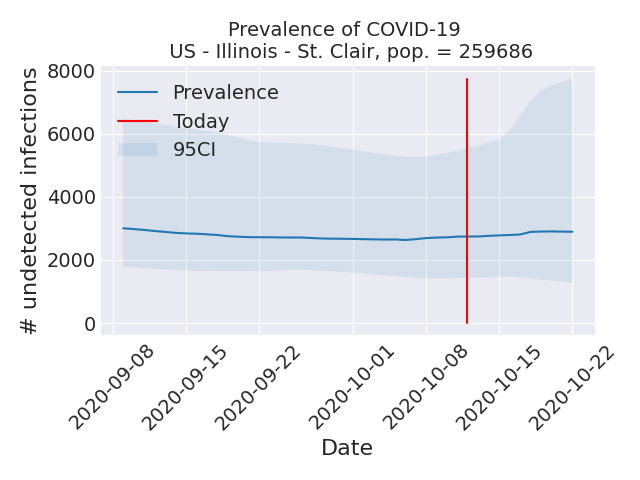 Prevalence of COVID-19
US - Illinois - St. Clair, pop. = 259686
# undetected infections
8000
6000
4000
2000
0
Prevalence
Today
95CI
2020-09-08
2020-09-15
2020-09-22
2020-10-01
2020-10-08
2020-10-15
2020-10-22
Date